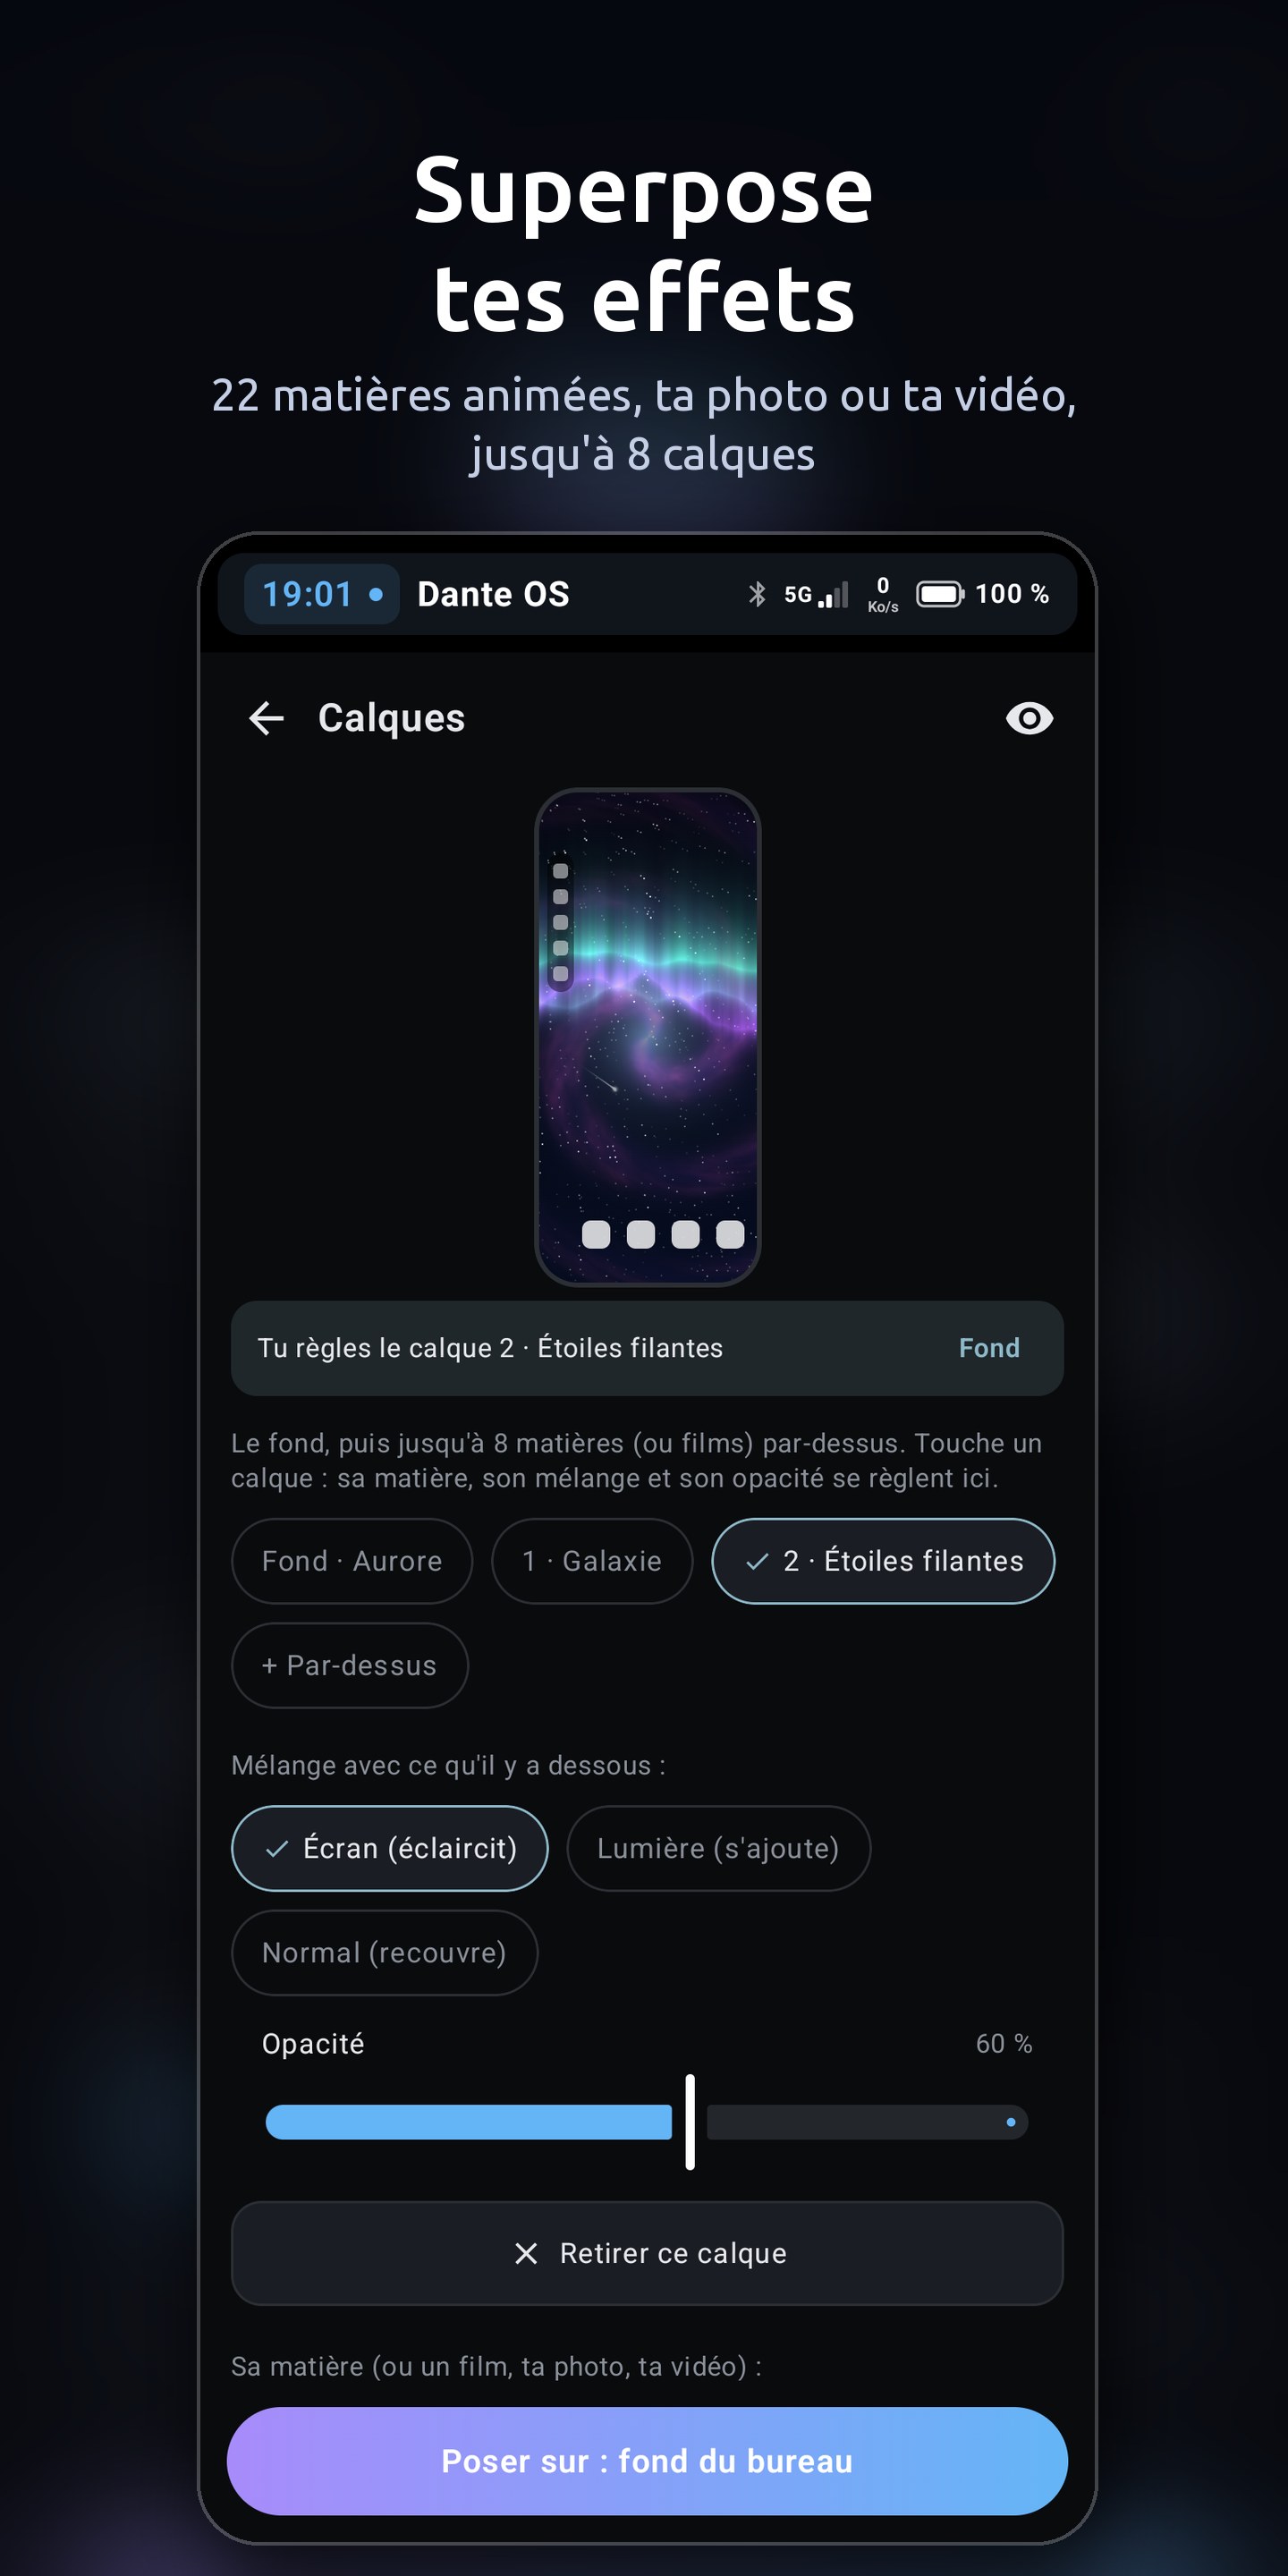 Superpose
tes effets
22 matières animées, ta photo ou ta vidéo,
jusqu'à 8 calques
19:01 Dante OS 5G 0 Ko/s 100 %
Calques
Tu règles le calque 2 · Étoiles filantes Fond
Le fond, puis jusqu'à 8 matières (ou films) par-dessus. Touche un
calque : sa matière, son mélange et son opacité se règlent ici.
Fond · Aurore 1 · Galaxie 2 · Étoiles filantes
+ Par-dessus
Mélange avec ce qu'il y a dessous :
Écran (éclaircit) Lumière (s'ajoute)
Normal (recouvre)
Opacité 60 %
Retirer ce calque
Sa matière (ou un film, ta photo, ta vidéo) :
Poser sur : fond du bureau